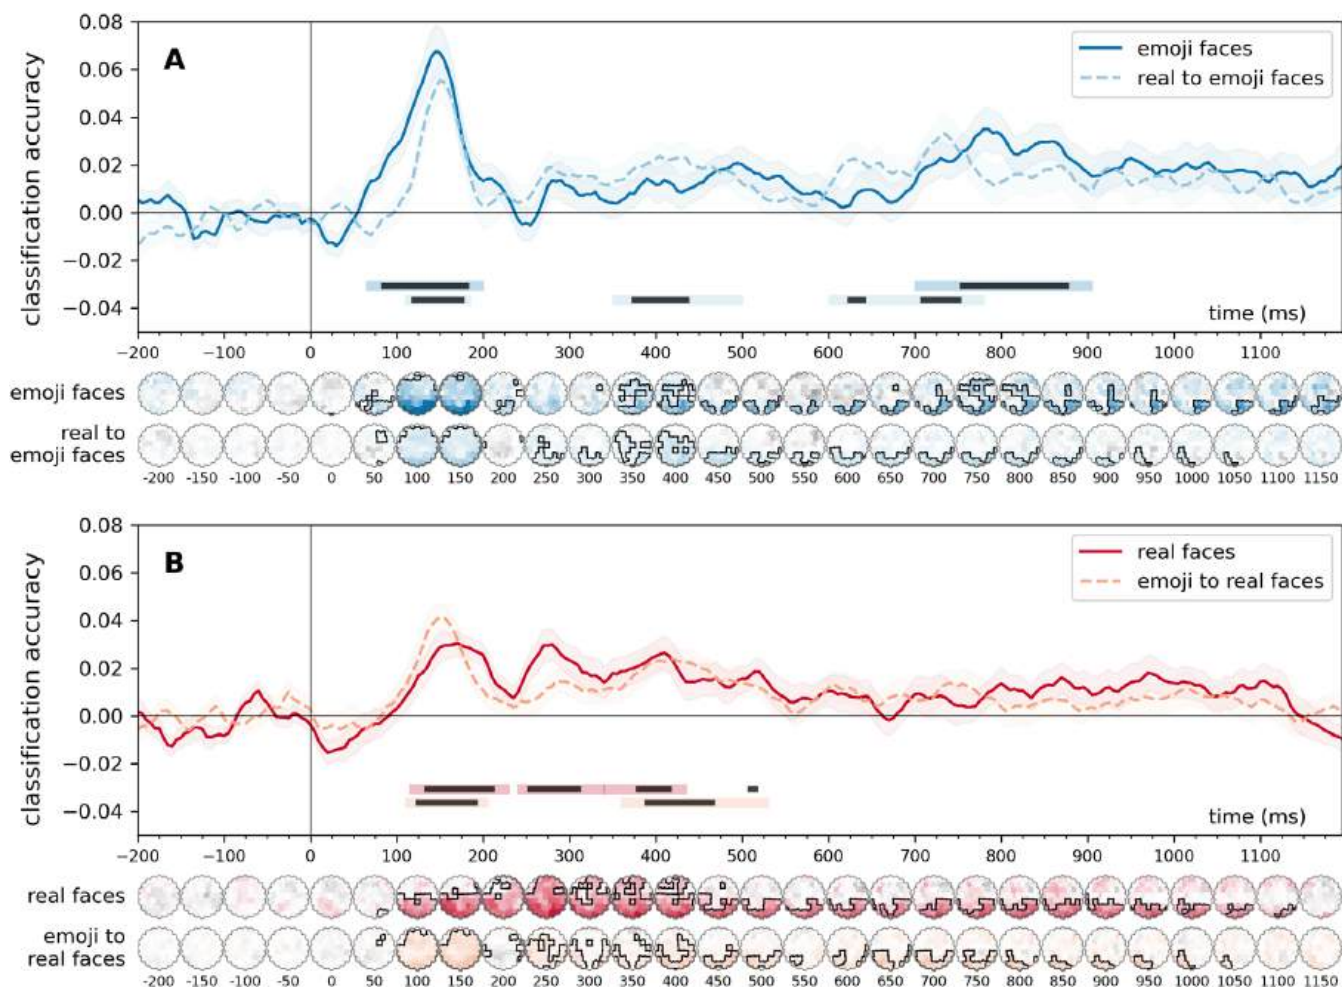 A
emoji faces
real to emoji faces
classification accuracy
0.08
0.06
0.04
0.02
0.00
−0.02
−0.04
time (ms)
−200 −100 0 100 200 300 400 500 600 700 800 900 1000 1100
emoji faces
real to
emoji faces
-200 -150 -100 -50 0 50 100 150 200 250 300 350 400 450 500 550 600 650 700 750 800 850 900 950 1000 1050 1100 1150
B
real faces
emoji to real faces
classification accuracy
0.08
0.06
0.04
0.02
0.00
−0.02
−0.04
time (ms)
−200 −100 0 100 200 300 400 500 600 700 800 900 1000 1100
real faces
emoji to
real faces
-200 -150 -100 -50 0 50 100 150 200 250 300 350 400 450 500 550 600 650 700 750 800 850 900 950 1000 1050 1100 1150